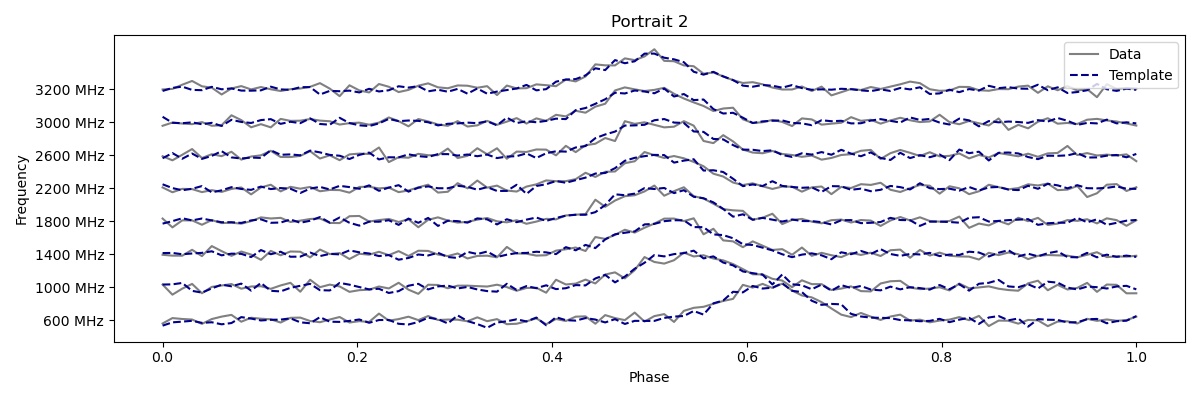 Portrait 2
Data
Template
3200 MHz
3000 MHz
2600 MHz
2200 MHz
1800 MHz
1400 MHz
1000 MHz
600 MHz
Frequency
0.0 0.2 0.4 0.6 0.8 1.0
Phase